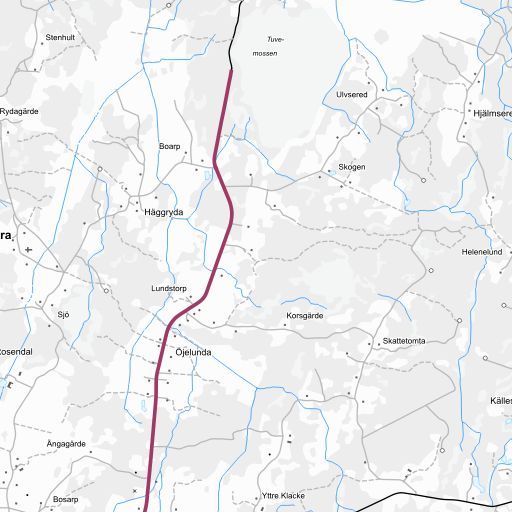 Stenhult
Tuve-
mossen
Ulvsered
Rydagärde
Hjälmsere
Boarp
Skogen
Häggryda
ra
Helenelund
Lundstorp
Sjö
Korsgärde
Skattetomta
Rosendal
Öjelunda
Källes
Ängagärde
Bosarp
Yttre Klacke